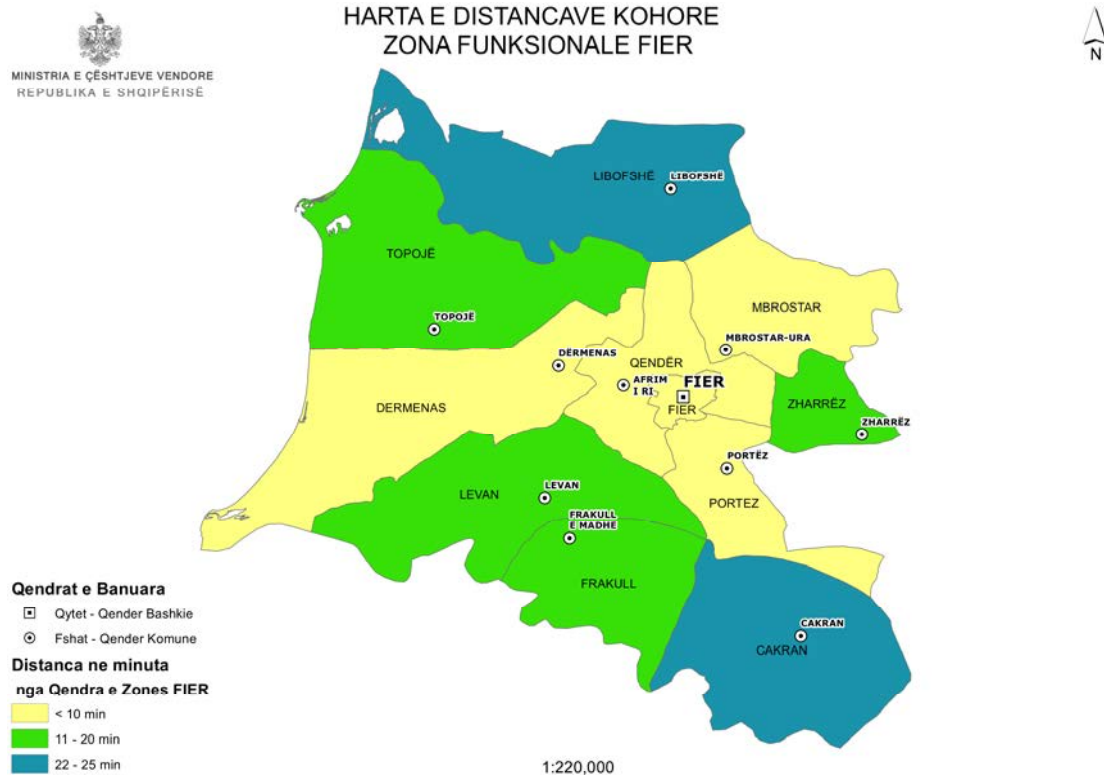 HARTA E DISTANCAVE KOHORE
ZONA FUNKSIONALE FIER
N
MINISTRIA E ÇËSHTJEVE VENDORE
REPUBLIKA E SHQIPËRISË
LIBOFSHË
LIBOFSHË
TOPOJË
TOPOJË
MBROSTAR
MBROSTAR-URA
DËRMENAS
QENDËR
AFRIM
I RI
FIER
FIER
DERMENAS
ZHARRËZ
ZHARRËZ
PORTËZ
PORTEZ
LEVAN
LEVAN
FRAKULL
E MADHE
FRAKULL
CAKRAN
CAKRAN
Qendrat e Banuara
Qytet - Qender Bashkie
Fshat - Qender Komune
Distanca ne minuta
nga Qendra e Zones FIER
< 10 min
11 - 20 min
22 - 25 min
1:220,000